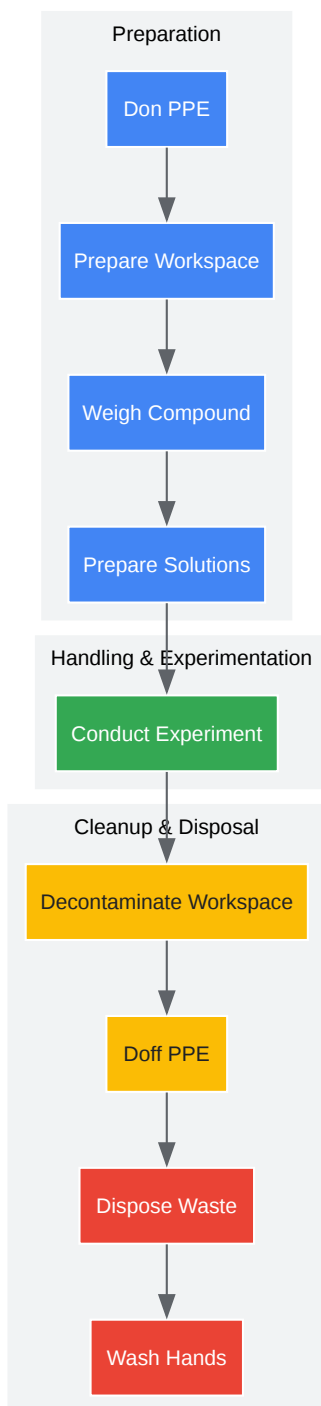 Preparation
Don PPE
Prepare Workspace
Weigh Compound
Prepare Solutions
Handling & Experimentation
Conduct Experiment
Cleanup & Disposal
Decontaminate Workspace
Doff PPE
Dispose Waste
Wash Hands